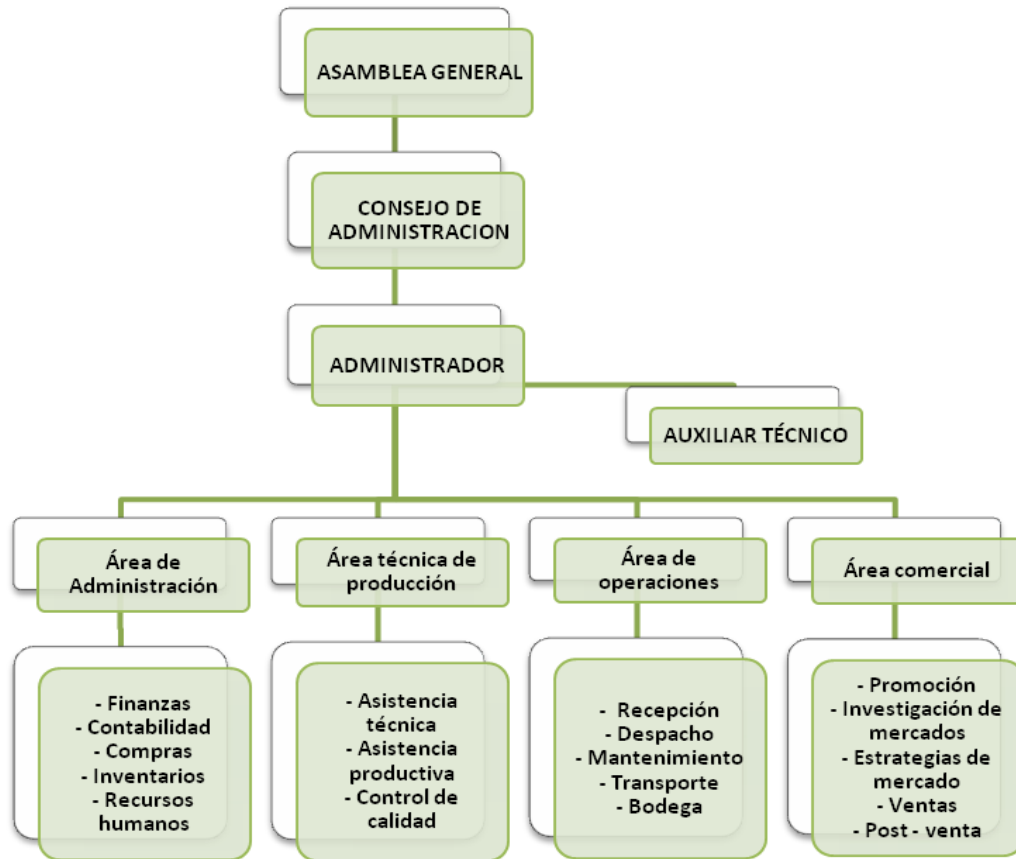 ASAMBLEA GENERAL
CONSEJO DE
ADMINISTRACION
ADMINISTRADOR
AUXILIAR TÉCNICO
Área de
Administración
Área técnica de
producción
Área de
operaciones
Área comercial
- Finanzas
- Contabilidad
- Compras
- Inventarios
- Recursos
humanos
- Asistencia
técnica
- Asistencia
productiva
- Control de
calidad
- Recepción
- Despacho
- Mantenimiento
- Transporte
- Bodega
- Promoción
- Investigación de
mercados
- Estrategias de
mercado
- Ventas
- Post - venta